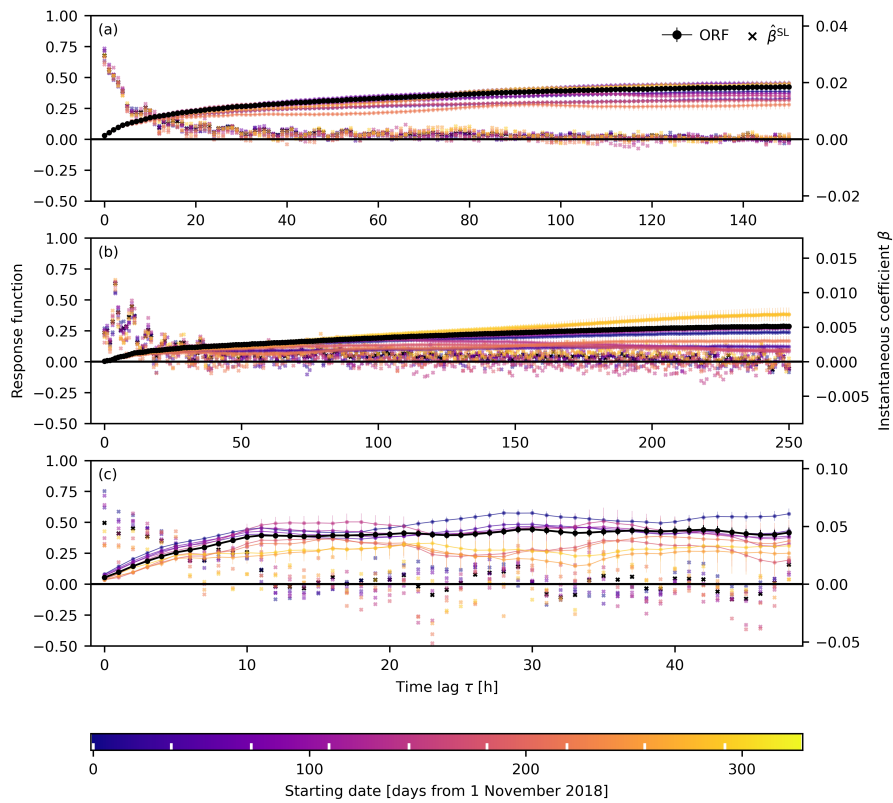 (a)
ORF
β̂^SL
1.00
0.75
0.50
0.25
0.00
−0.25
−0.50
0.04
0.02
0.00
−0.02
0 20 40 60 80 100 120 140
(b)
1.00
0.75
0.50
0.25
0.00
−0.25
−0.50
0.015
0.010
0.005
0.000
−0.005
0 50 100 150 200 250
Response function
Instantaneous coefficient β
(c)
1.00
0.75
0.50
0.25
0.00
−0.25
−0.50
0.10
0.05
0.00
−0.05
0 10 20 30 40
Time lag τ [h]
0 100 200 300
Starting date [days from 1 November 2018]